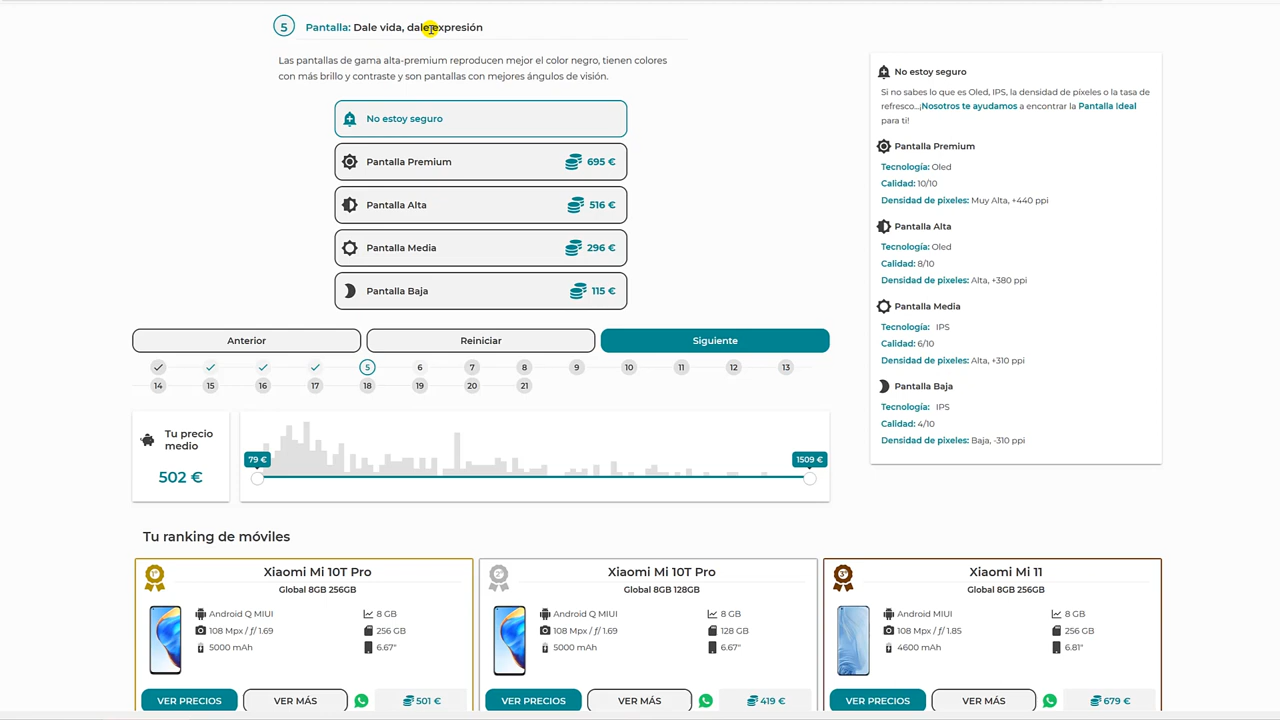 5 Pantalla: Dale vida, dale expresión
Las pantallas de gama alta-premium reproducen mejor el color negro, tienen colores
con más brillo y contraste y son pantallas con mejores ángulos de visión.
No estoy seguro
Pantalla Premium 695 €
Pantalla Alta 516 €
Pantalla Media 296 €
Pantalla Baja 115 €
Anterior Reiniciar Siguiente
5 6 7 8 9 10 11 12 13
14 15 16 17 18 19 20 21
Tu precio
medio
502 €
79 € 1509 €
No estoy seguro
Si no sabes lo que es Oled, IPS, la densidad de píxeles o la tasa de
refresco...¡Nosotros te ayudamos a encontrar la Pantalla Ideal
para ti!
Pantalla Premium
Tecnología: Oled
Calidad: 10/10
Densidad de pixeles: Muy Alta, +440 ppi
Pantalla Alta
Tecnología: Oled
Calidad: 8/10
Densidad de pixeles: Alta, +380 ppi
Pantalla Media
Tecnología: IPS
Calidad: 6/10
Densidad de pixeles: Alta, +310 ppi
Pantalla Baja
Tecnología: IPS
Calidad: 4/10
Densidad de pixeles: Baja, -310 ppi
Tu ranking de móviles
Xiaomi Mi 10T Pro
Global 8GB 256GB
Android Q MIUI 8 GB
108 Mpx / ƒ/ 1.69 256 GB
5000 mAh 6.67"
VER PRECIOS VER MÁS 501 €
Xiaomi Mi 10T Pro
Global 8GB 128GB
Android Q MIUI 8 GB
108 Mpx / ƒ/ 1.69 128 GB
5000 mAh 6.67"
VER PRECIOS VER MÁS 419 €
Xiaomi Mi 11
Global 8GB 256GB
Android MIUI 8 GB
108 Mpx / ƒ/ 1.85 256 GB
4600 mAh 6.81"
VER PRECIOS VER MÁS 679 €